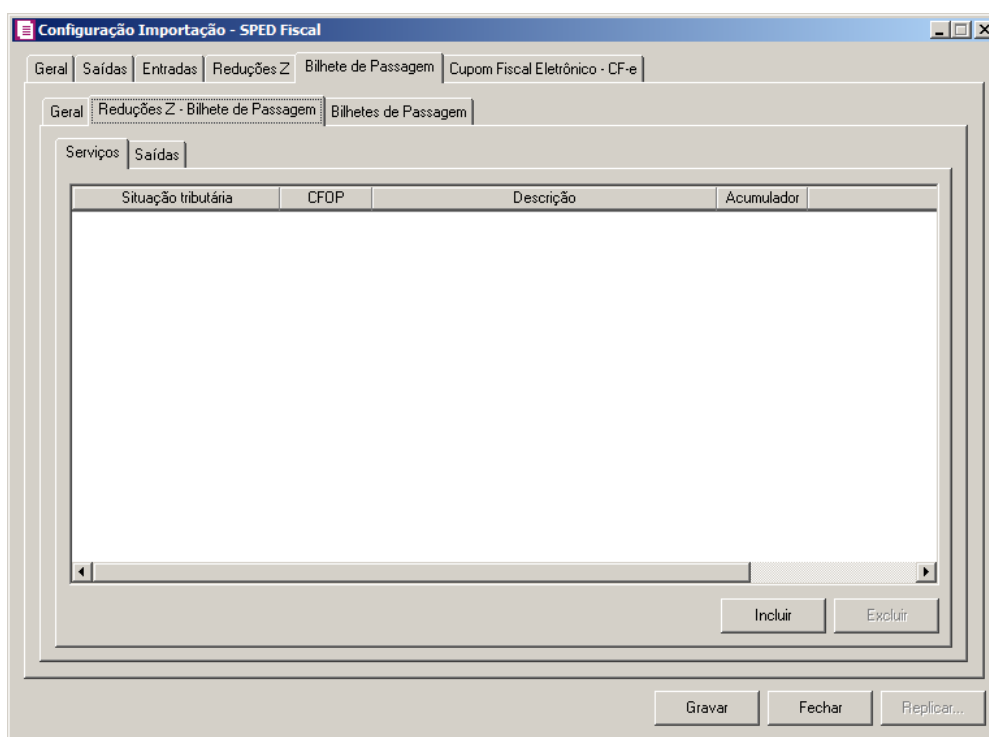 Configuração Importação - SPED Fiscal
Geral Saídas Entradas Reduções Z Bilhete de Passagem Cupom Fiscal Eletrônico - CF-e
Geral Reduções Z - Bilhete de Passagem Bilhetes de Passagem
Serviços Saídas
Situação tributária CFOP Descrição Acumulador
Incluir Excluir
Gravar Fechar Replicar...